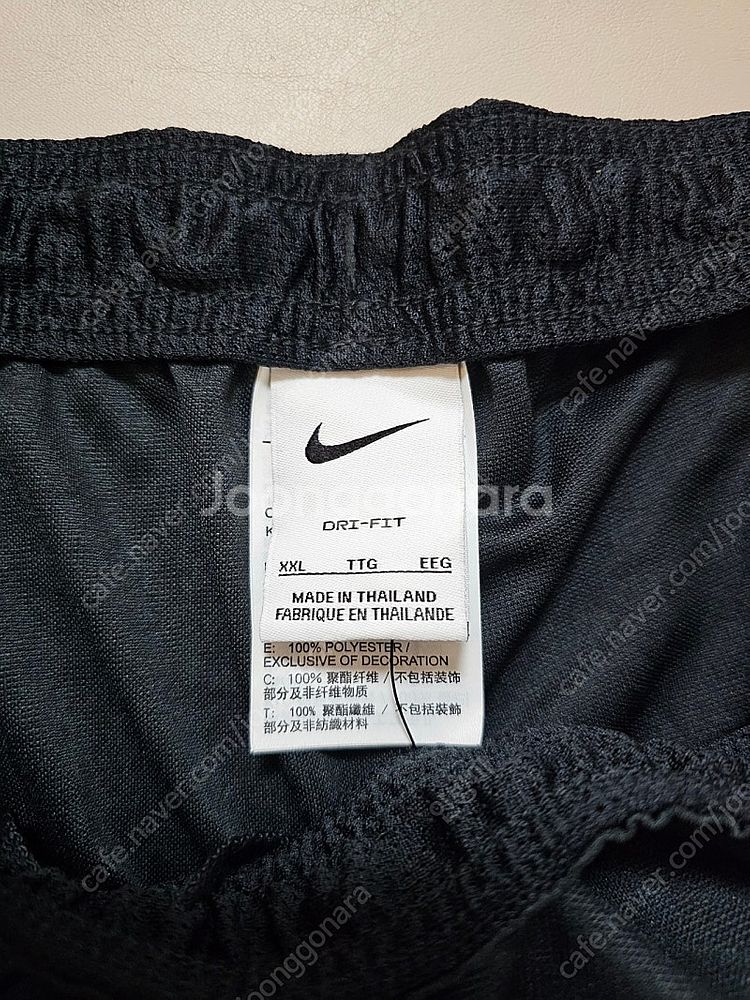 Joonggonara
DRI-FIT
XXL TTG EEG
MADE IN THAILAND
FABRIQUE EN THAILANDE
E: 100% POLYESTER /
EXCLUSIVE OF DECORATION
C: 100% 聚酯纤维 / 不包括装饰
部分及非纤维物质
T: 100% 聚酯纖維 / 不包括裝飾
部分及非紡織材料
cafe.naver.com/joonggonara